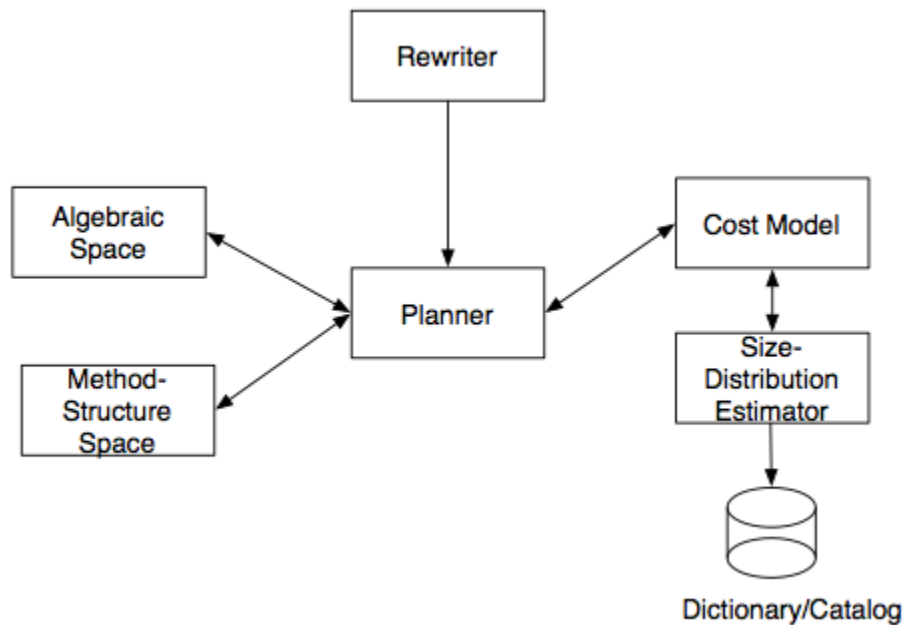 Rewriter
Algebraic
Space
Cost Model
Planner
Method-
Structure
Space
Size-
Distribution
Estimator
Dictionary/Catalog